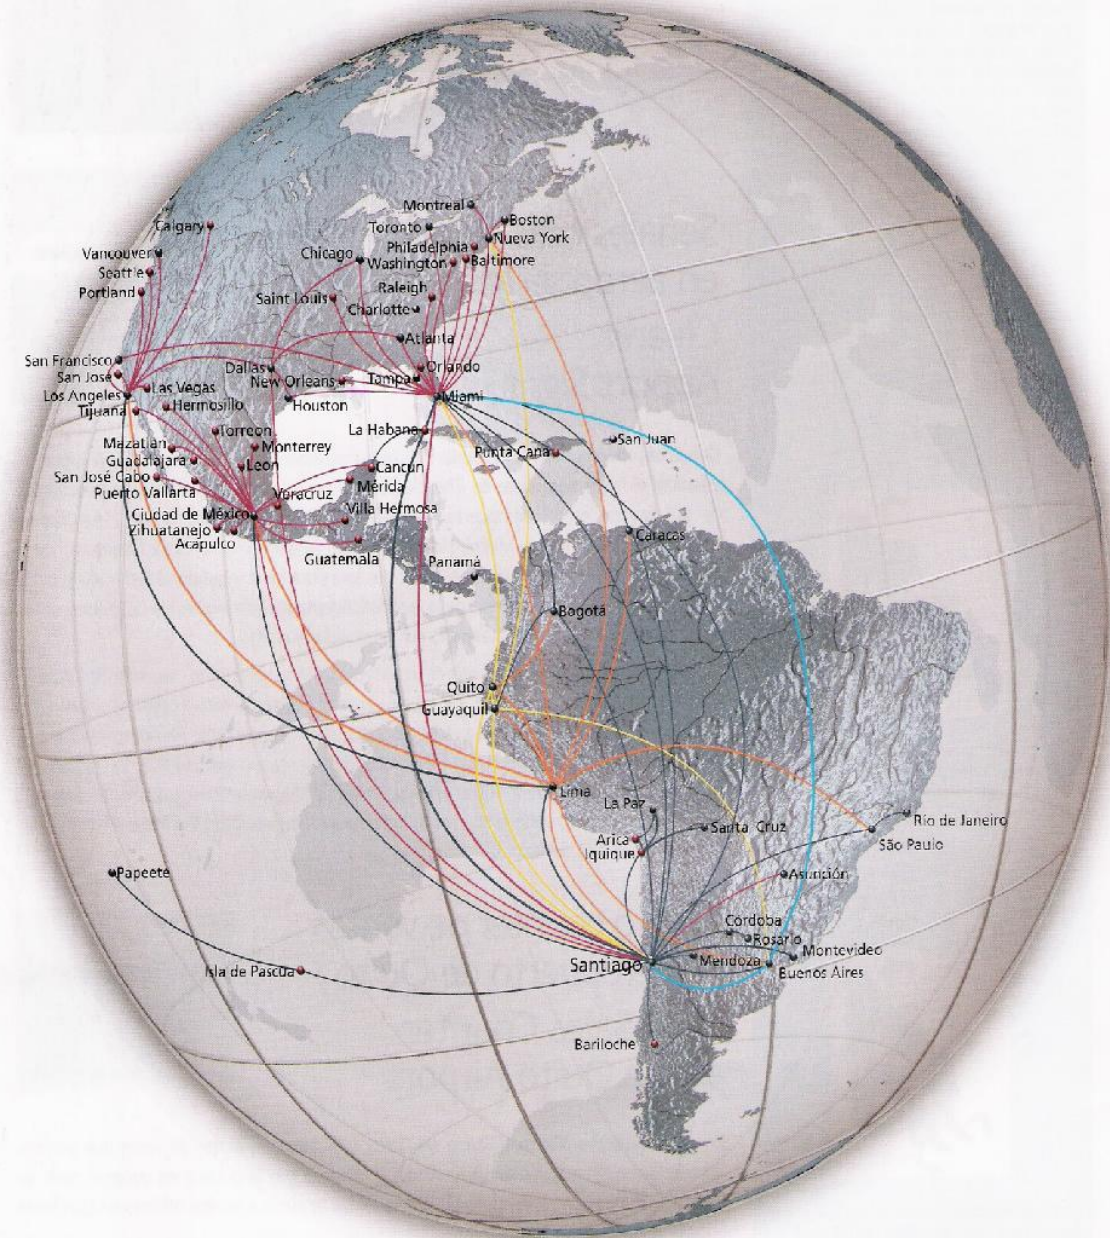 Montreal
Boston
Calgary
Toronto
Nueva York
Philadelphia
Vancouver
Chicago
Washington
Baltimore
Seattle
Portland
Raleigh
Saint Louis
Charlotte
Atlanta
San Francisco
Dallas
Orlando
San José
New Orleans
Tampa
Las Vegas
Los Angeles
Miami
Hermosillo
Houston
Tijuana
Torreon
La Habana
San Juan
Mazatlan
Monterrey
Punta Cana
Guadalajara
Leon
Cancún
San José Cabo
Mérida
Puerto Vallarta
Veracruz
Ciudad de México
Villa Hermosa
Zihuatanejo
Acapulco
Caracas
Guatemala
Panamá
Bogotá
Quito
Guayaquil
Lima
La Paz
Santa Cruz
Río de Janeiro
Arica
São Paulo
Iquique
Papeete
Asunción
Córdoba
Rosario
Montevideo
Isla de Pascua
Santiago
Mendoza
Buenos Aires
Bariloche